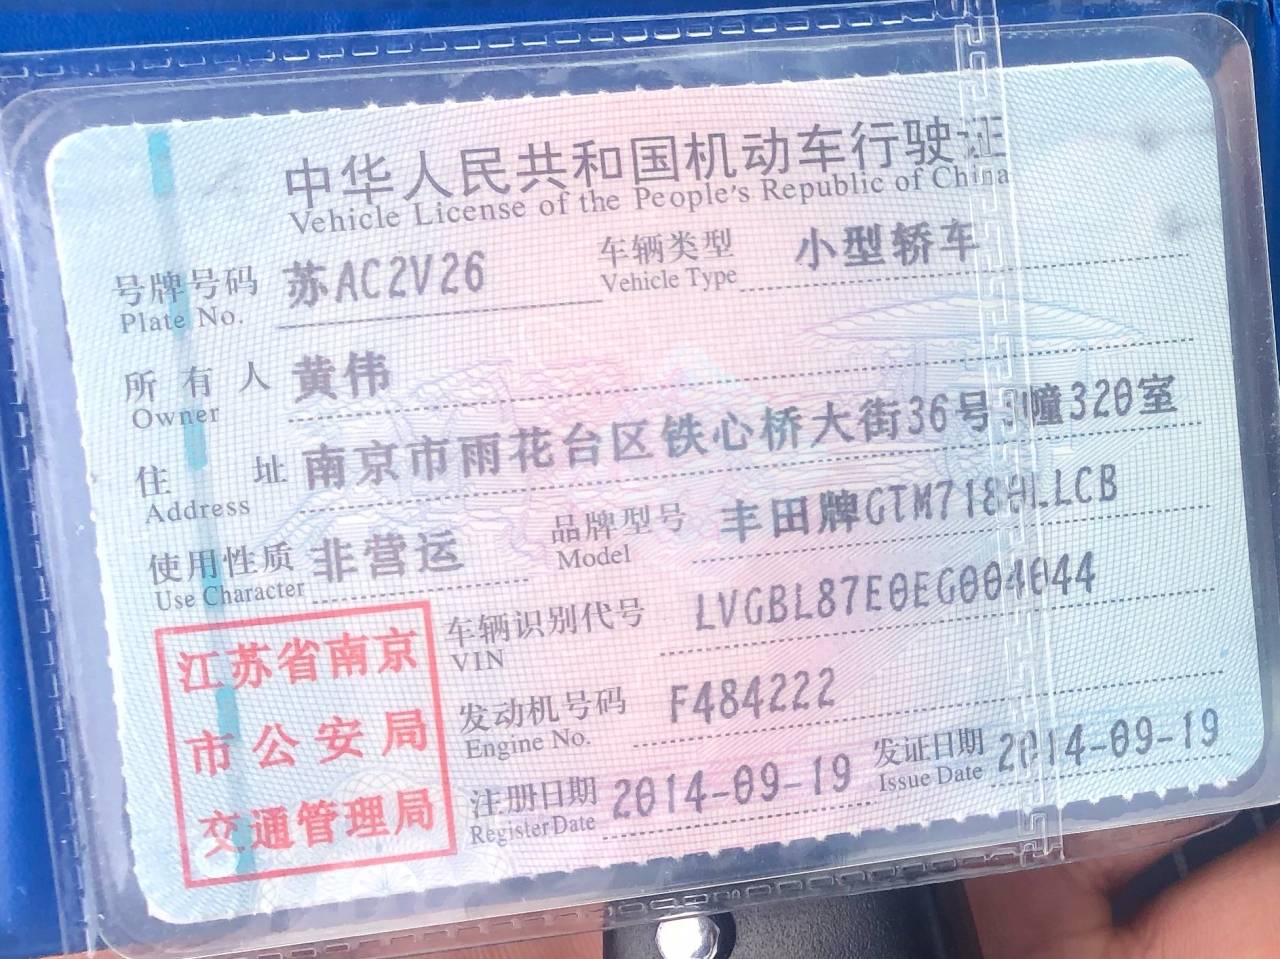 中华人民共和国机动车行驶证
Vehicle License of the People's Republic of China
号牌号码 苏AC2V26 车辆类型 小型轿车
Plate No. Vehicle Type
所有人 黄伟
Owner
住址 南京市雨花台区铁心桥大街36号 幢320室
Address
使用性质 非营运 品牌型号 丰田牌
Use Character Model
车辆识别代号 LVGBL87E0EG004044
VIN
发动机号码 F484222
Engine No.
注册日期 2014-09-19 发证日期 2014-09-19
Register Date Issue Date
江苏省南京
市公安局
交通管理局